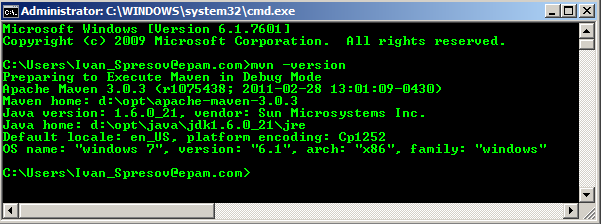 Administrator: C:\WINDOWS\system32\cmd.exe
Microsoft Windows [Version 6.1.7601]
Copyright (c) 2009 Microsoft Corporation.  All rights reserved.
C:\Users\Ivan_Spresov@epam.com>mvn -version
Preparing to Execute Maven in Debug Mode
Apache Maven 3.0.3 (r1075438; 2011-02-28 13:01:09-0430)
Maven home: d:\opt\apache-maven-3.0.3
Java version: 1.6.0_21, vendor: Sun Microsystems Inc.
Java home: d:\opt\java\jdk1.6.0_21\jre
Default locale: en_US, platform encoding: Cp1252
OS name: "windows 7", version: "6.1", arch: "x86", family: "windows"
C:\Users\Ivan_Spresov@epam.com>